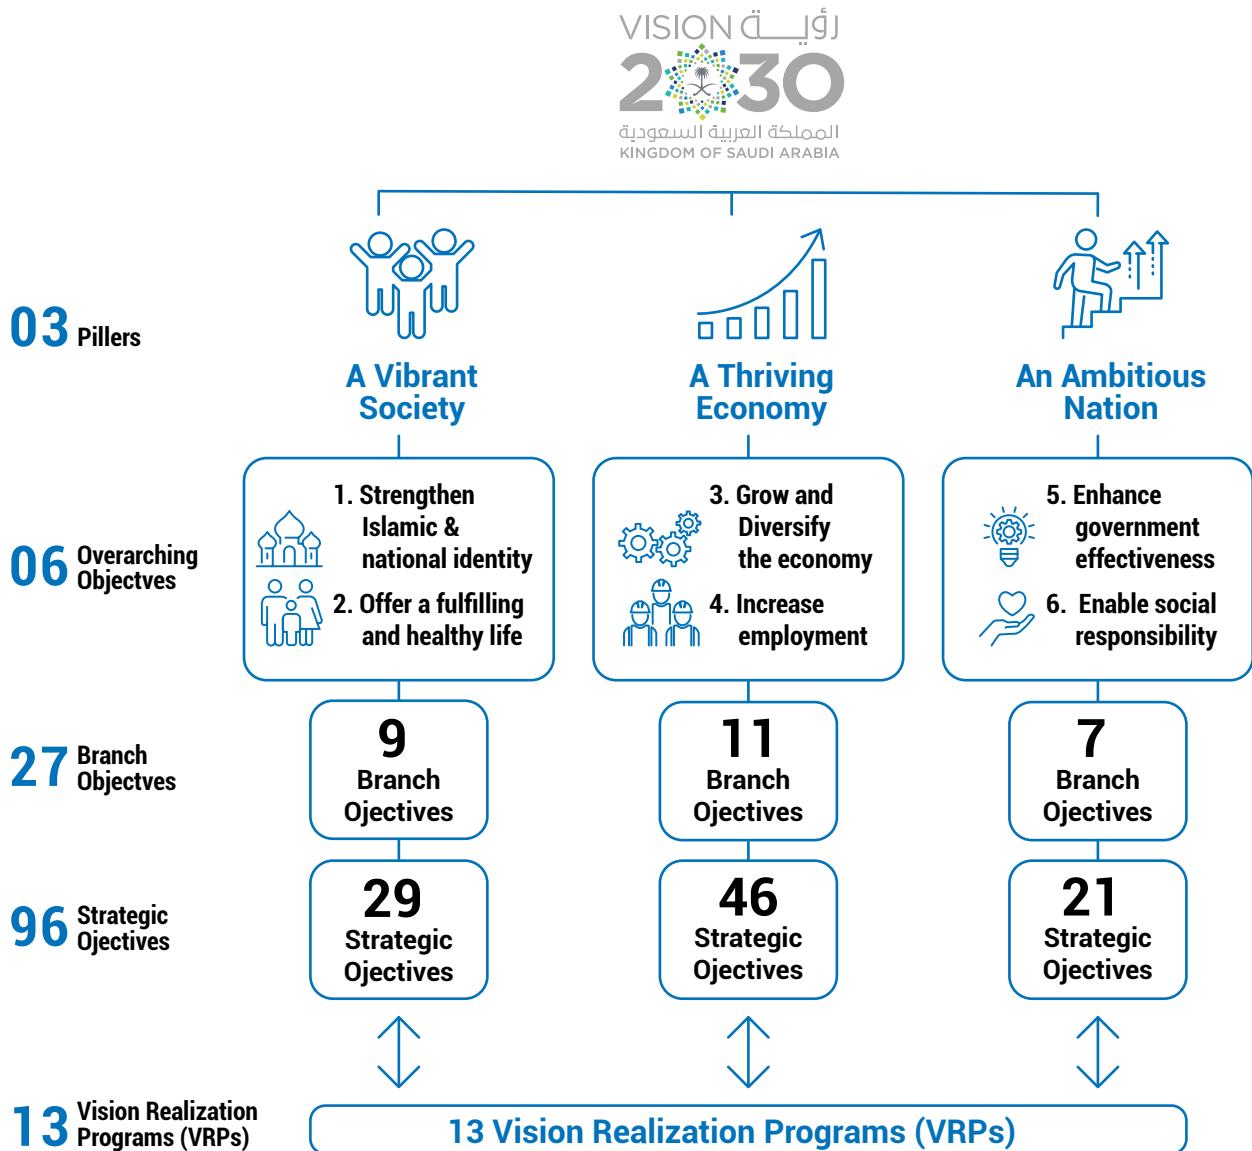 VISION رؤيــــة
2030
المملكة العربية السعودية
KINGDOM OF SAUDI ARABIA
03 Pillers
A Vibrant
Society
A Thriving
Economy
An Ambitious
Nation
06 Overarching
Objectves
1. Strengthen
Islamic &
national identity
2. Offer a fulfilling
and healthy life
3. Grow and
Diversify
the economy
4. Increase
employment
5. Enhance
government
effectiveness
6. Enable social
responsibility
27 Branch
Objectves
9
Branch
Ojectives
11
Branch
Ojectives
7
Branch
Ojectives
96 Strategic
Ojectives
29
Strategic
Ojectives
46
Strategic
Ojectives
21
Strategic
Ojectives
13 Vision Realization
Programs (VRPs)
13 Vision Realization Programs (VRPs)